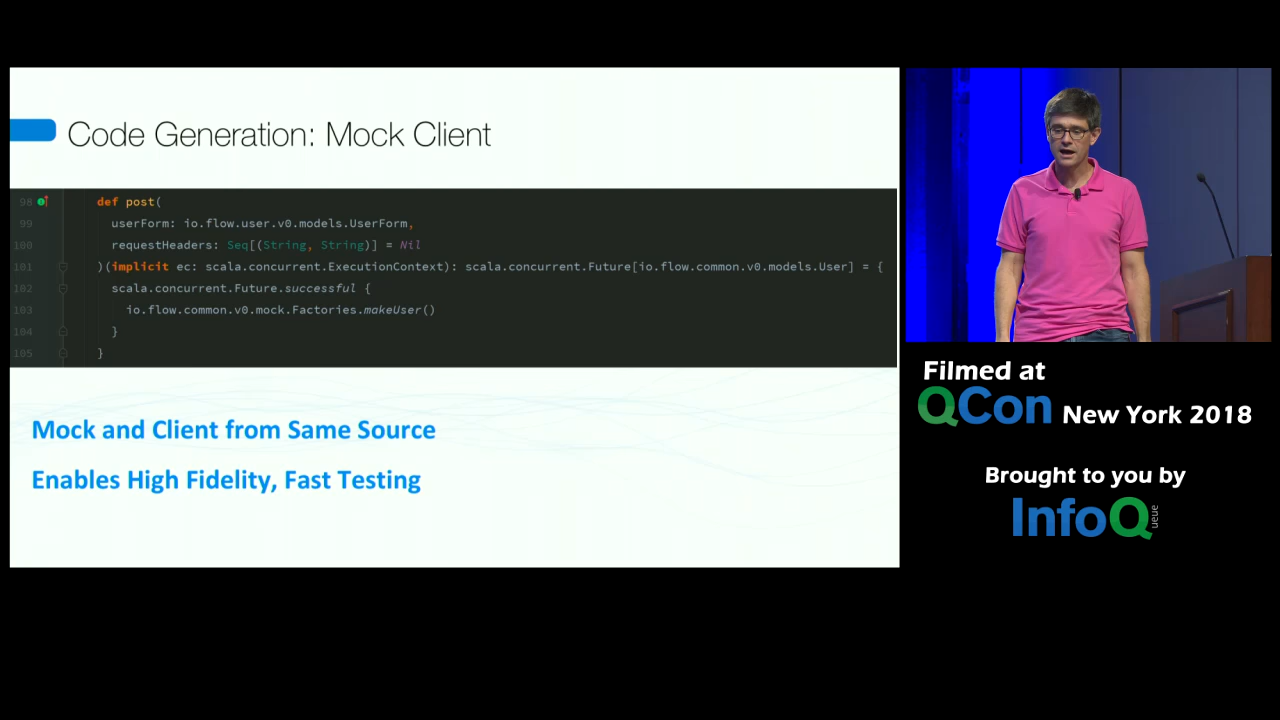 Code Generation: Mock Client
98 def post(
99 userForm: io.flow.user.v0.models.UserForm,
100 requestHeaders: Seq[(String, String)] = Nil
101 )(implicit ec: scala.concurrent.ExecutionContext): scala.concurrent.Future[io.flow.common.v0.models.User] = {
102 scala.concurrent.Future.successful {
103 io.flow.common.v0.mock.Factories.makeUser()
104 }
105 }
Mock and Client from Same Source
Enables High Fidelity, Fast Testing
Filmed at
QCon New York 2018
Brought to you by
InfoQueue